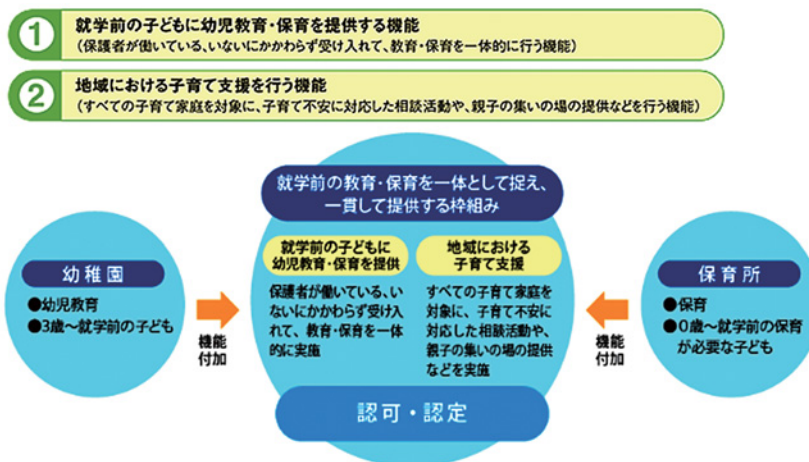 1
就学前の子どもに幼児教育・保育を提供する機能
(保護者が働いている、いないにかかわらず受け入れて、教育・保育を一体的に行う機能)
2
地域における子育て支援を行う機能
(すべての子育て家庭を対象に、子育て不安に対応した相談活動や、親子の集いの場の提供などを行う機能)
就学前の教育・保育を一体として捉え、
一貫して提供する枠組み
幼稚園
●幼児教育
●3歳〜就学前の子ども
機能
付加
就学前の子どもに
幼児教育・保育を提供
保護者が働いている、い
ないにかかわらず受け入
れて、教育・保育を一体
的に実施
地域における
子育て支援
すべての子育て家庭を
対象に、子育て不安に
対応した相談活動や、
親子の集いの場の提供
などを実施
認可・認定
機能
付加
保育所
●保育
●0歳〜就学前の保育
が必要な子ども